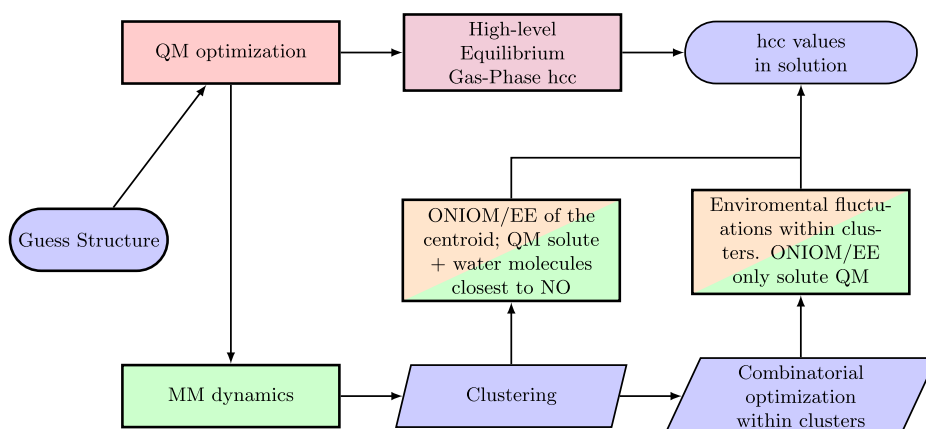 QM optimization
High-level
Equilibrium
Gas-Phase hcc
hcc values
in solution
Guess Structure
ONIOM/EE of the
centroid; QM solute
+ water molecules
closest to NO
Enviromental fluctu-
ations within clus-
ters. ONIOM/EE
only solute QM
MM dynamics
Clustering
Combinatorial
optimization
within clusters